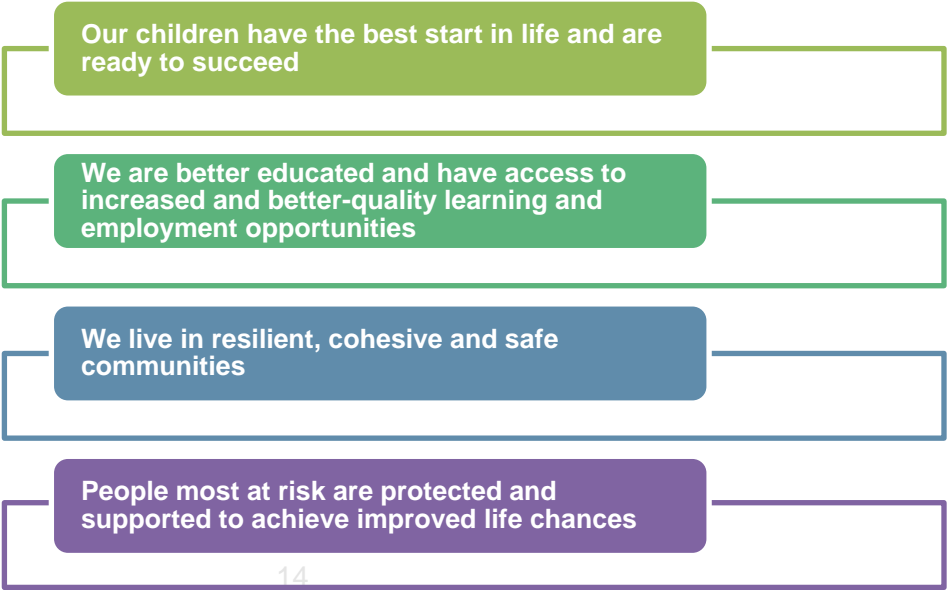 Our children have the best start in life and are
ready to succeed
We are better educated and have access to
increased and better-quality learning and
employment opportunities
We live in resilient, cohesive and safe
communities
People most at risk are protected and
supported to achieve improved life chances
14